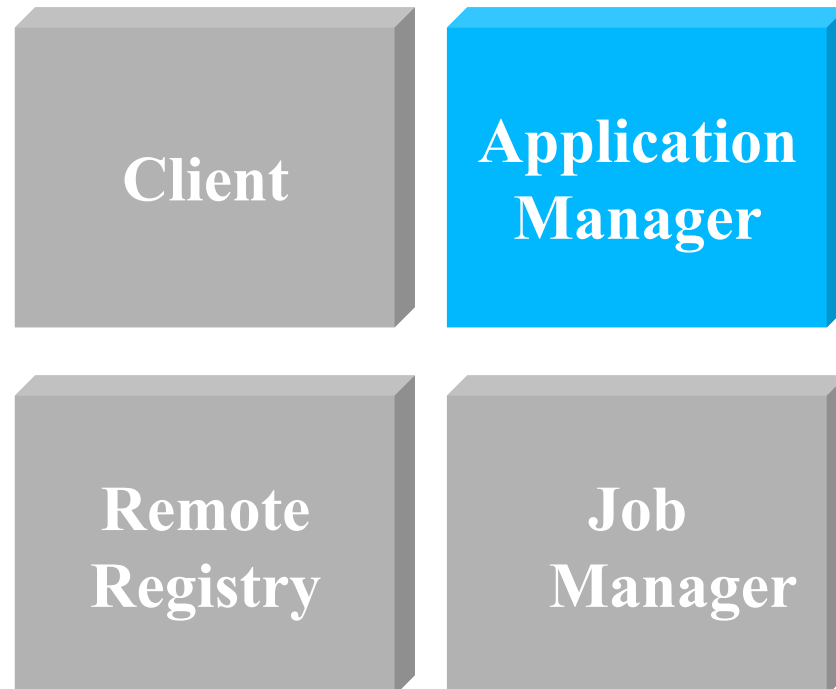 Client
Application
Manager
Remote
Registry
Job
Manager